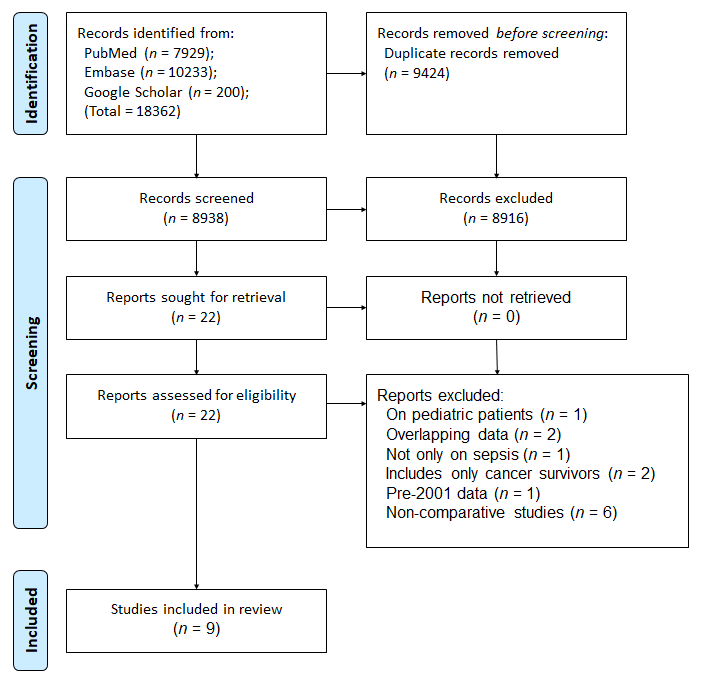 Identification
Records identified from:
PubMed (n = 7929);
Embase (n = 10233);
Google Scholar (n = 200);
(Total = 18362)
Records removed before screening:
Duplicate records removed
(n = 9424)
Screening
Records screened
(n = 8938)
Records excluded
(n = 8916)
Reports sought for retrieval
(n = 22)
Reports not retrieved
(n = 0)
Reports assessed for eligibility
(n = 22)
Reports excluded:
On pediatric patients (n = 1)
Overlapping data (n = 2)
Not only on sepsis (n = 1)
Includes only cancer survivors (n = 2)
Pre-2001 data (n = 1)
Non-comparative studies (n = 6)
Included
Studies included in review
(n = 9)